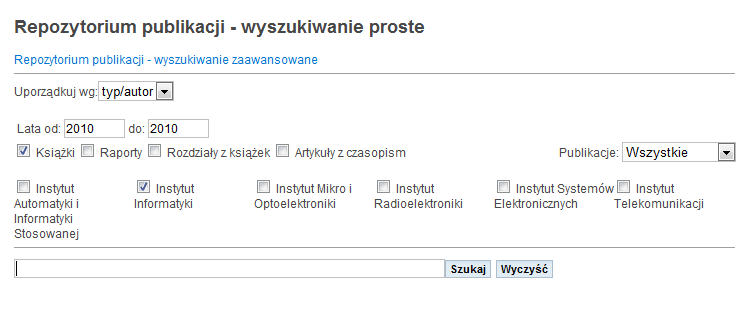 Repozytorium publikacji - wyszukiwanie proste
Repozytorium publikacji - wyszukiwanie zaawansowane
Uporządkuj wg: typ/autor
Lata od: 2010 do: 2010
Książki Raporty Rozdziały z książek Artykuły z czasopism Publikacje: Wszystkie
Instytut Instytut Instytut Mikro i Instytut Instytut Systemów Instytut
Automatyki i Informatyki Optoelektroniki Radioelektroniki Elektronicznych Telekomunikacji
Informatyki
Stosowanej
Szukaj Wyczyść